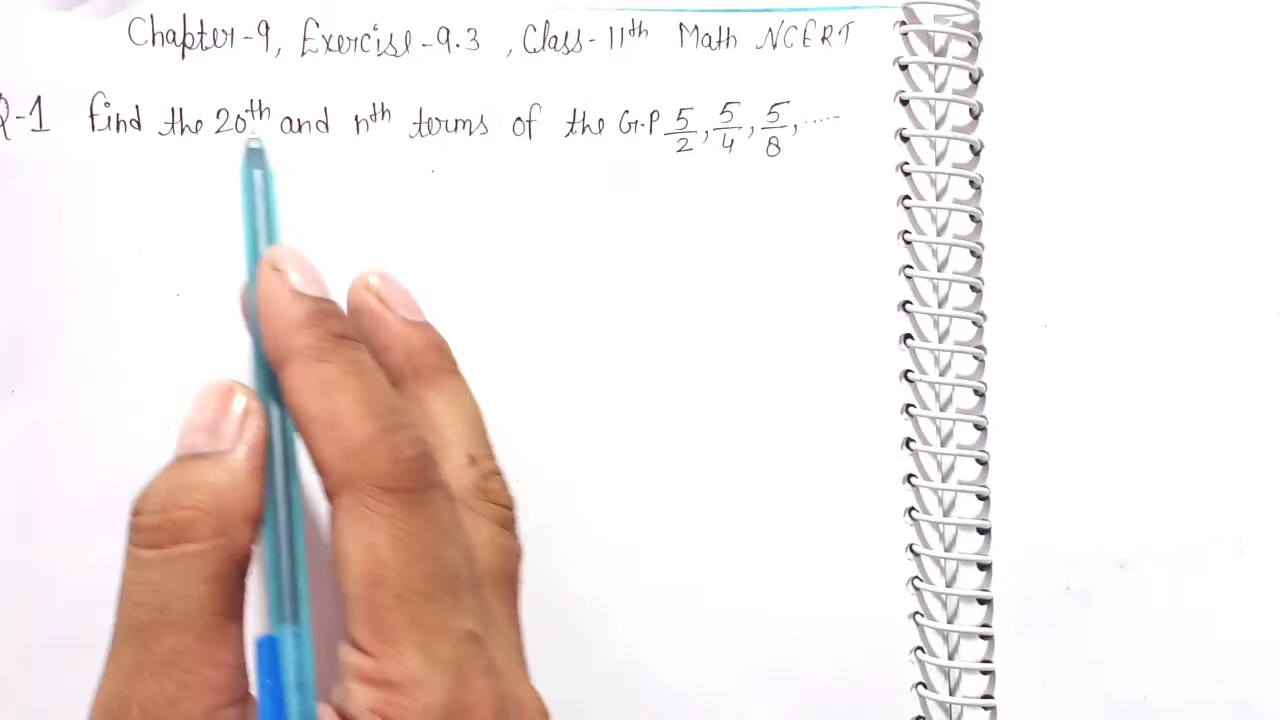 Chapter-9, Exercise-9.3 , Class-11th Math NCERT
Q-1 Find the 20th and nth terms of the G.P 5/2, 5/4, 5/8, .....